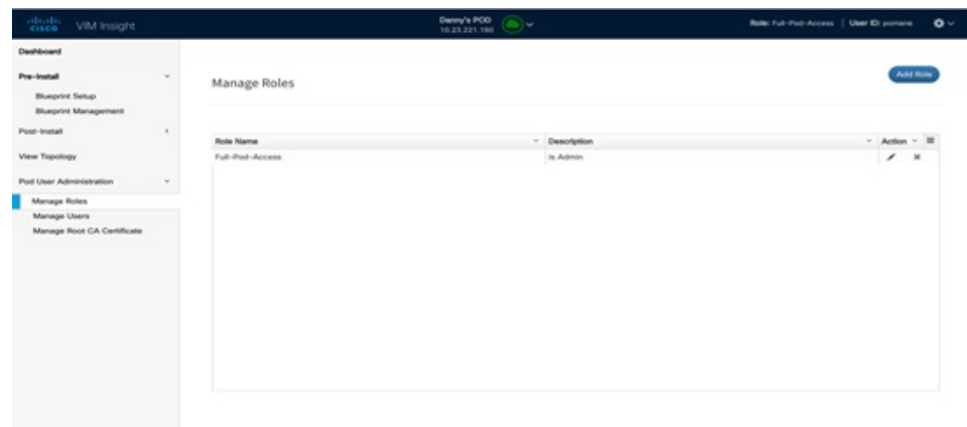 cisco VIM Insight
Danny's POD
10.23.221.160
Role: Full-Pod-Access | User ID: pomane
Dashboard
Pre-Install
Blueprint Setup
Blueprint Management
Post-Install
View Topology
Pod User Administration
Manage Roles
Manage Users
Manage Root CA Certificate
Manage Roles
Add Role
Role Name Description Action
Full-Pod-Access is Admin